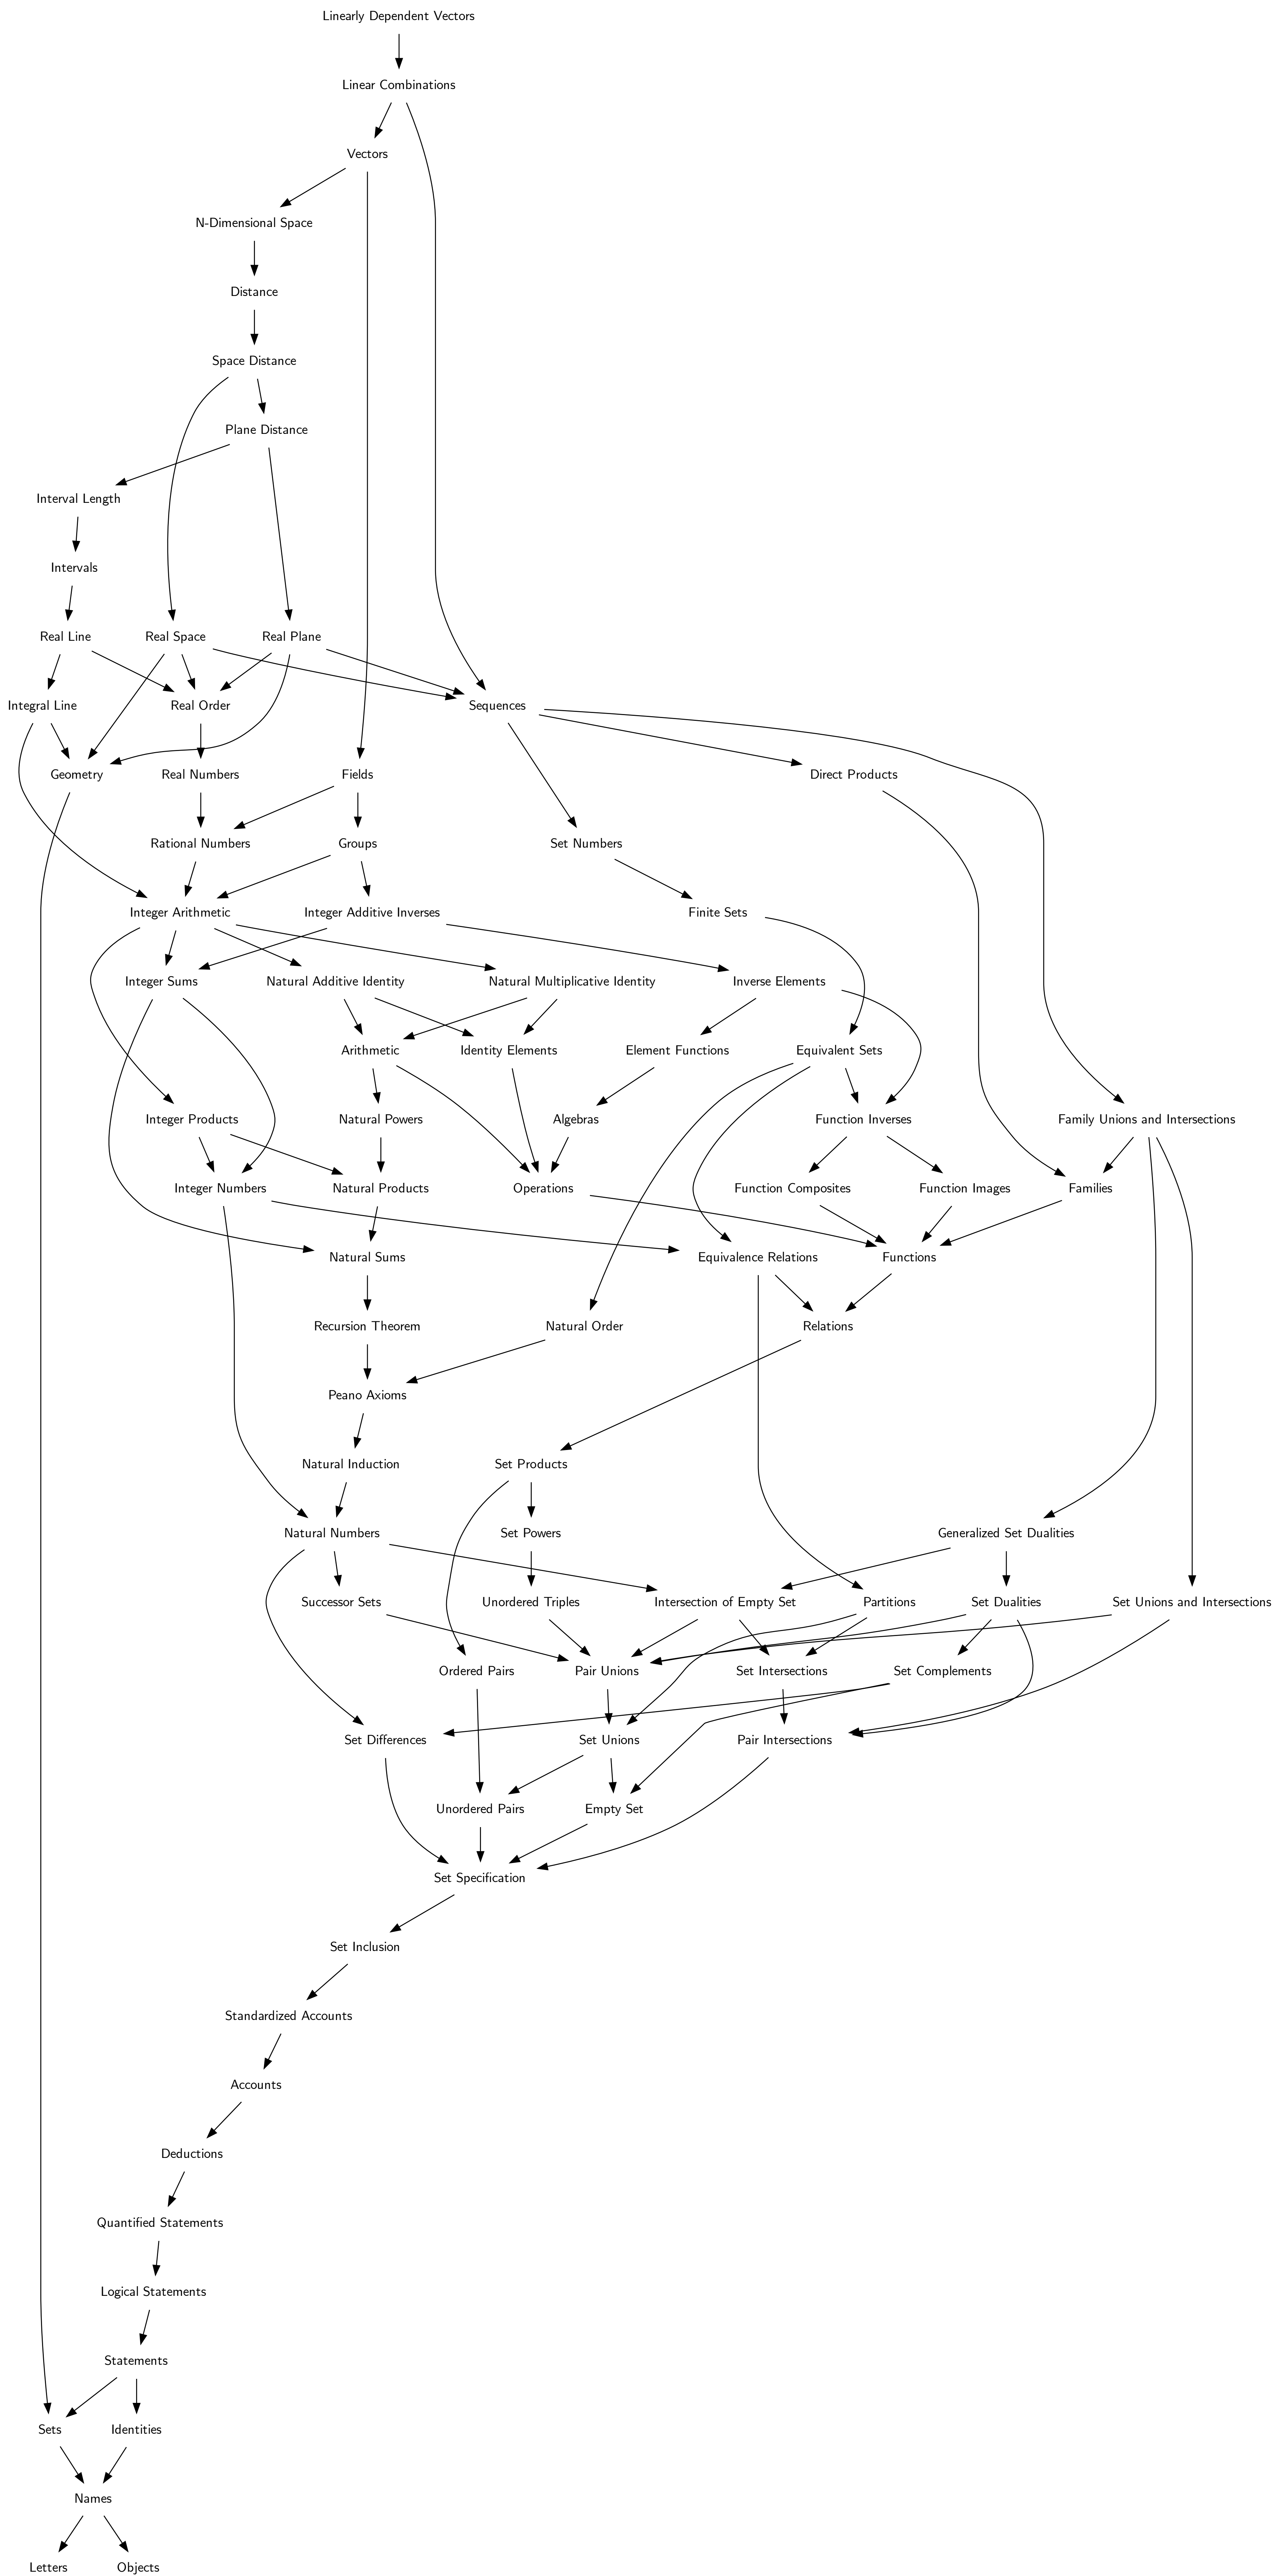 Linearly Dependent Vectors
Linear Combinations
Vectors
N-Dimensional Space
Distance
Space Distance
Plane Distance
Interval Length
Intervals
Real Line
Real Space
Real Plane
Integral Line
Real Order
Sequences
Geometry
Real Numbers
Fields
Direct Products
Rational Numbers
Groups
Set Numbers
Integer Arithmetic
Integer Additive Inverses
Finite Sets
Integer Sums
Natural Additive Identity
Natural Multiplicative Identity
Inverse Elements
Arithmetic
Identity Elements
Element Functions
Equivalent Sets
Integer Products
Natural Powers
Algebras
Function Inverses
Family Unions and Intersections
Integer Numbers
Natural Products
Operations
Function Composites
Function Images
Families
Natural Sums
Equivalence Relations
Functions
Recursion Theorem
Natural Order
Relations
Peano Axioms
Natural Induction
Set Products
Natural Numbers
Set Powers
Generalized Set Dualities
Successor Sets
Unordered Triples
Intersection of Empty Set
Partitions
Set Dualities
Set Unions and Intersections
Ordered Pairs
Pair Unions
Set Intersections
Set Complements
Set Differences
Set Unions
Pair Intersections
Unordered Pairs
Empty Set
Set Specification
Set Inclusion
Standardized Accounts
Accounts
Deductions
Quantified Statements
Logical Statements
Statements
Sets
Identities
Names
Letters
Objects